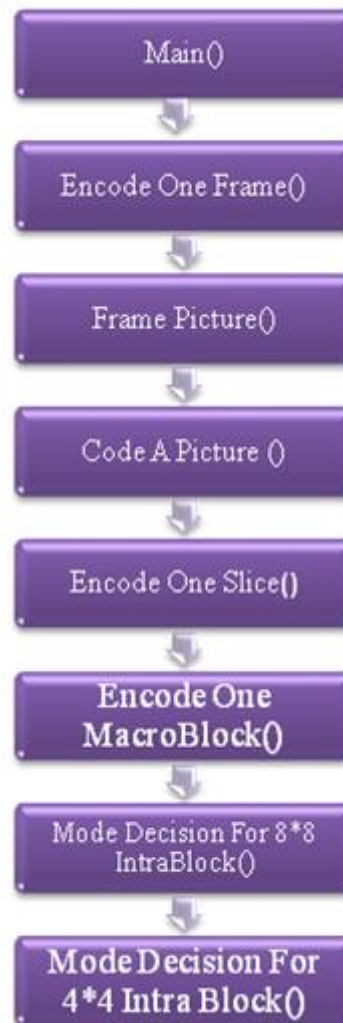 Main()
Encode One Frame()
Frame Picture()
Code A Picture ()
Encode One Slice()
Encode One
MacroBlock()
Mode Decision For 8*8
IntraBlock()
Mode Decision For
4*4 Intra Block()